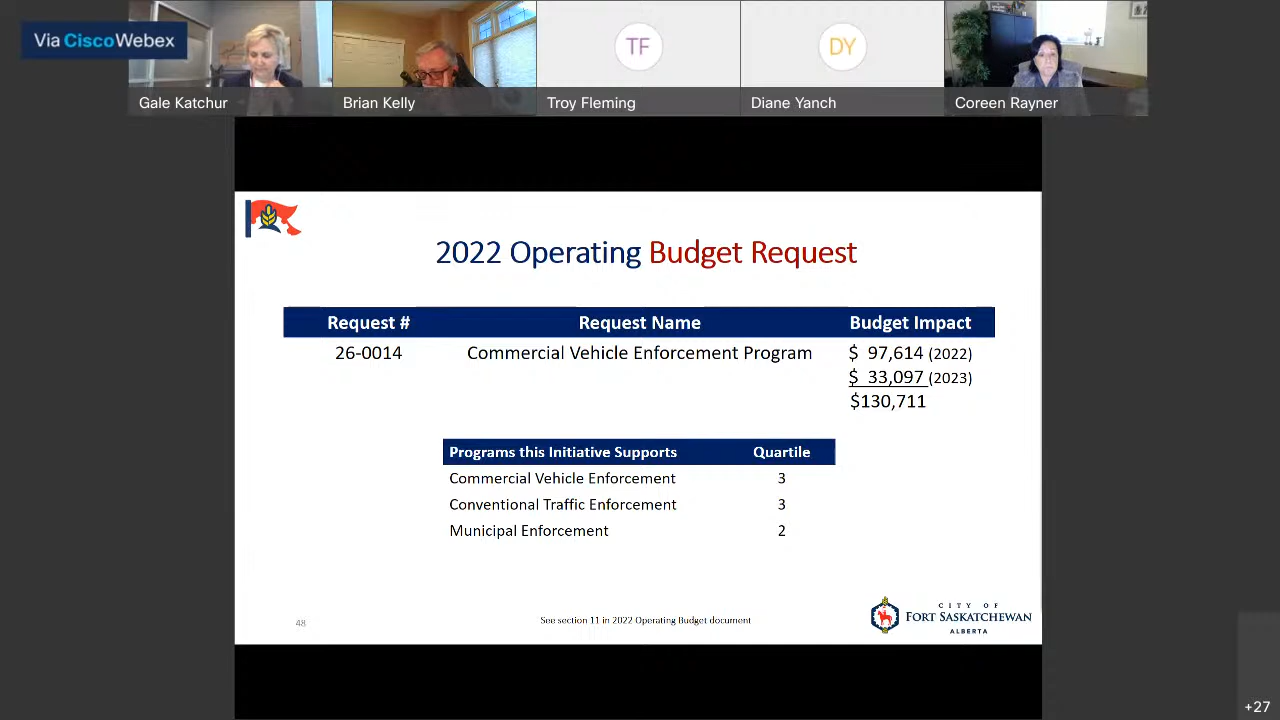 Via Cisco Webex
Gale Katchur
Brian Kelly
TF
Troy Fleming
DY
Diane Yanch
Coreen Rayner
2022 Operating Budget Request
Request # Request Name Budget Impact
26-0014 Commercial Vehicle Enforcement Program $ 97,614 (2022)
$ 33,097 (2023)
$130,711
Programs this Initiative Supports Quartile
Commercial Vehicle Enforcement 3
Conventional Traffic Enforcement 3
Municipal Enforcement 2
48
See section 11 in 2022 Operating Budget document
CITY OF
FORT SASKATCHEWAN
ALBERTA
+27